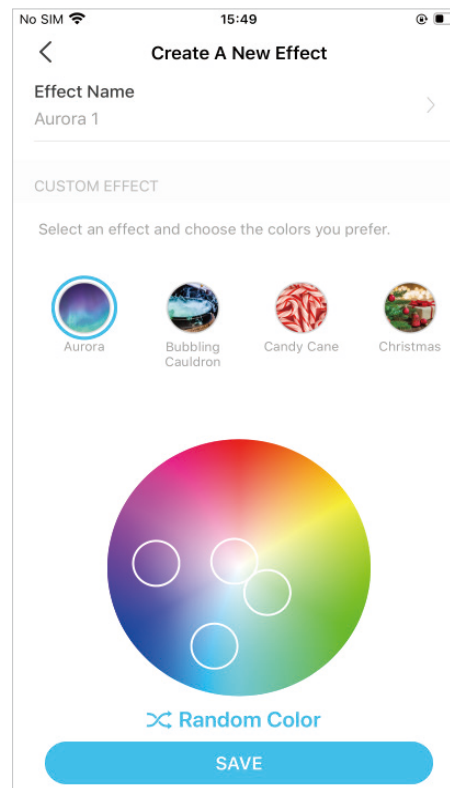 No SIM 15:49
Create A New Effect
Effect Name
Aurora 1
CUSTOM EFFECT
Select an effect and choose the colors you prefer.
Aurora Bubbling Candy Cane Christmas
Cauldron
Random Color
SAVE